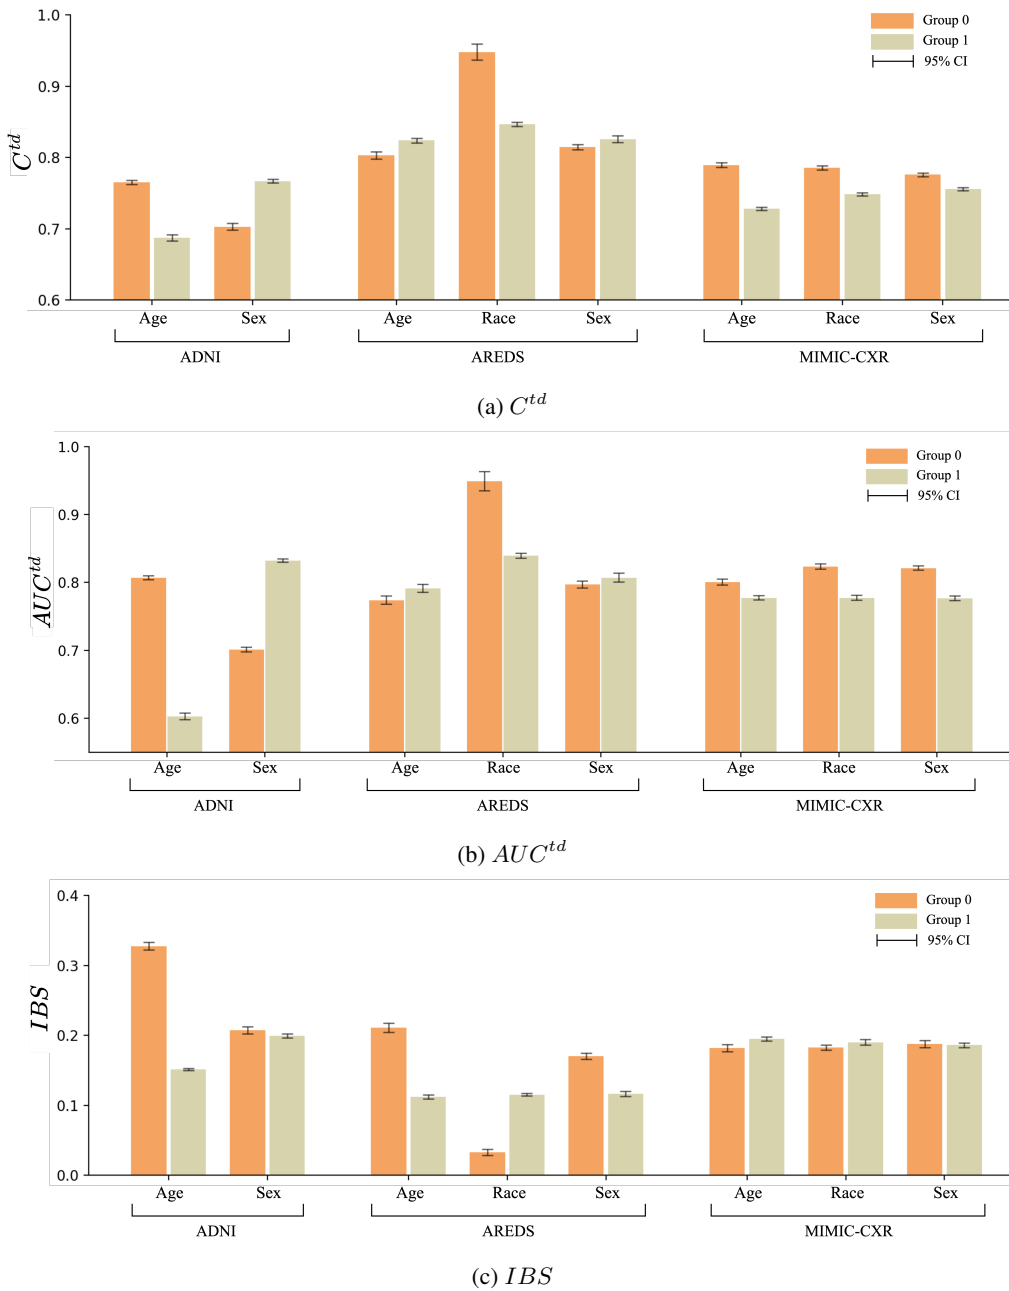 1.0
0.9
0.8
0.7
0.6
C^{td}
Group 0
Group 1
95% CI
Age Sex Age Race Sex Age Race Sex
ADNI AREDS MIMIC-CXR
(a) C^{td}
1.0
0.9
0.8
0.7
0.6
AUC^{td}
Group 0
Group 1
95% CI
Age Sex Age Race Sex Age Race Sex
ADNI AREDS MIMIC-CXR
(b) AUC^{td}
0.4
0.3
0.2
0.1
0.0
IBS
Group 0
Group 1
95% CI
Age Sex Age Race Sex Age Race Sex
ADNI AREDS MIMIC-CXR
(c) IBS